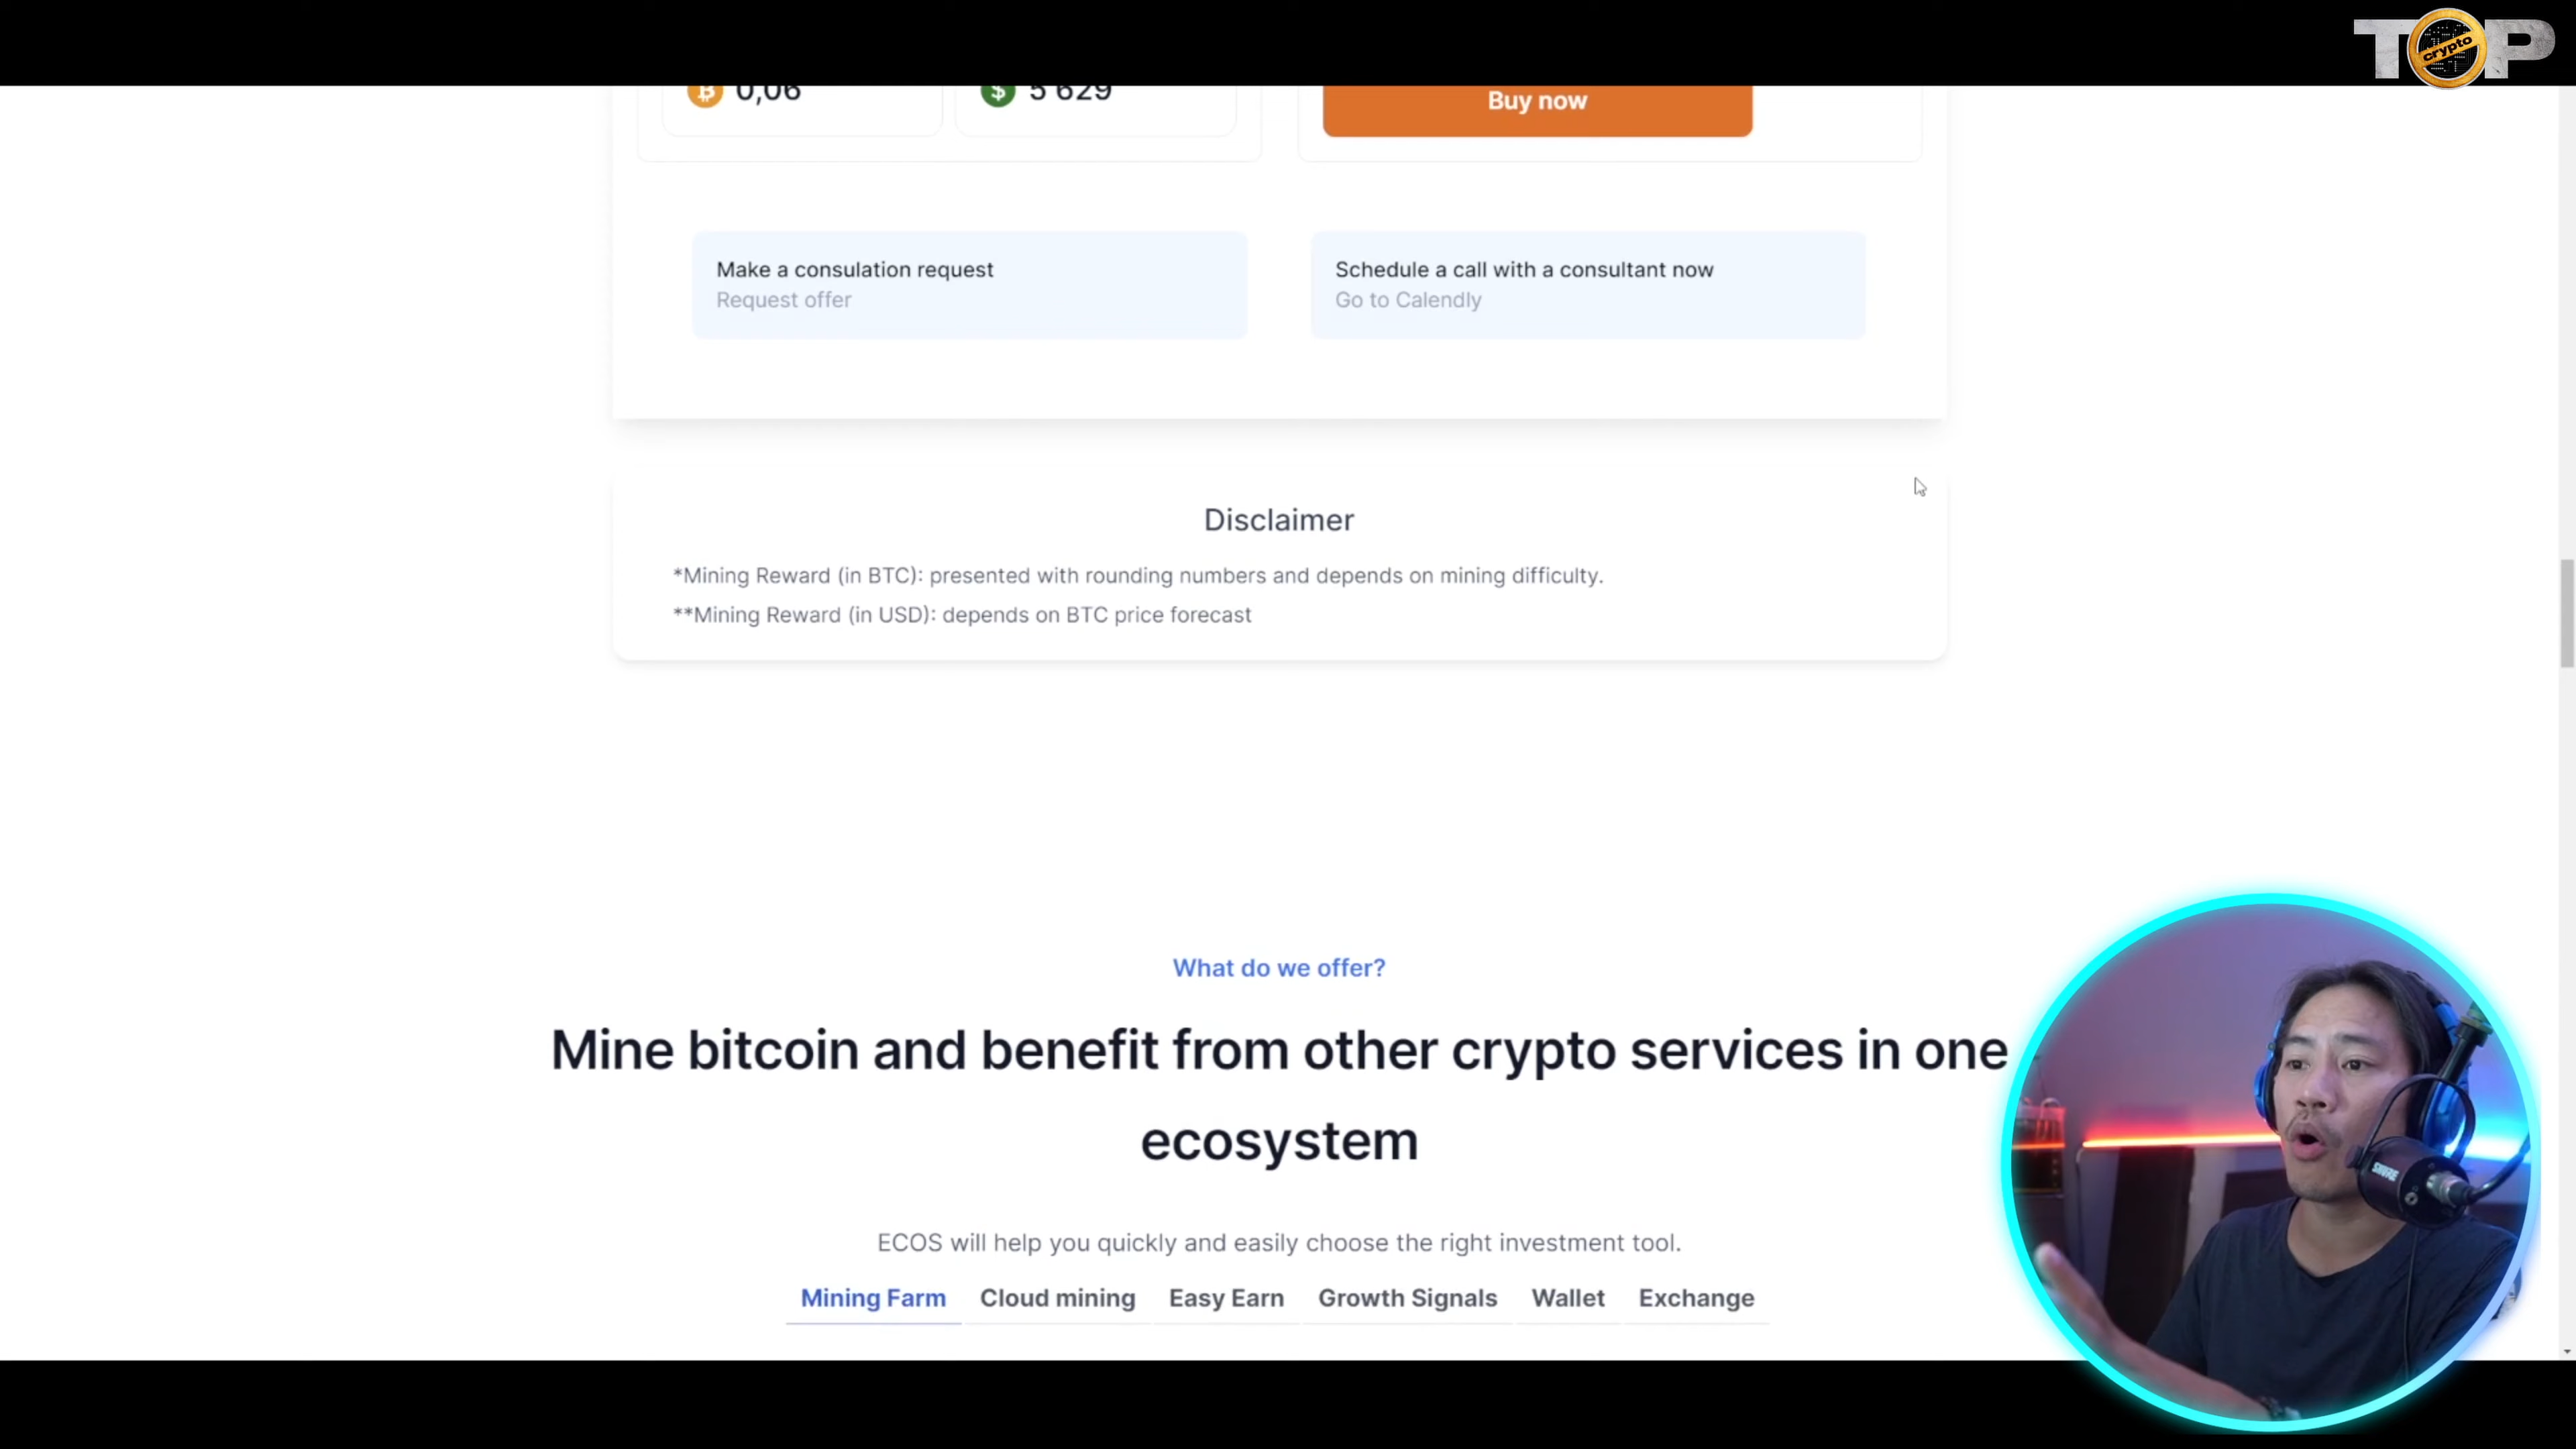 TOP
crypto
0,06
$ 5 629
Buy now
Make a consulation request
Schedule a call with a consultant now
Request offer
Go to Calendly
Disclaimer
*Mining Reward (in BTC): presented with rounding numbers and depends on mining difficulty.
**Mining Reward (in USD): depends on BTC price forecast
What do we offer?
Mine bitcoin and benefit from other crypto services in one
ecosystem
ECOS will help you quickly and easily choose the right investment tool.
Mining Farm Cloud mining Easy Earn Growth Signals Wallet Exchange
SHURE